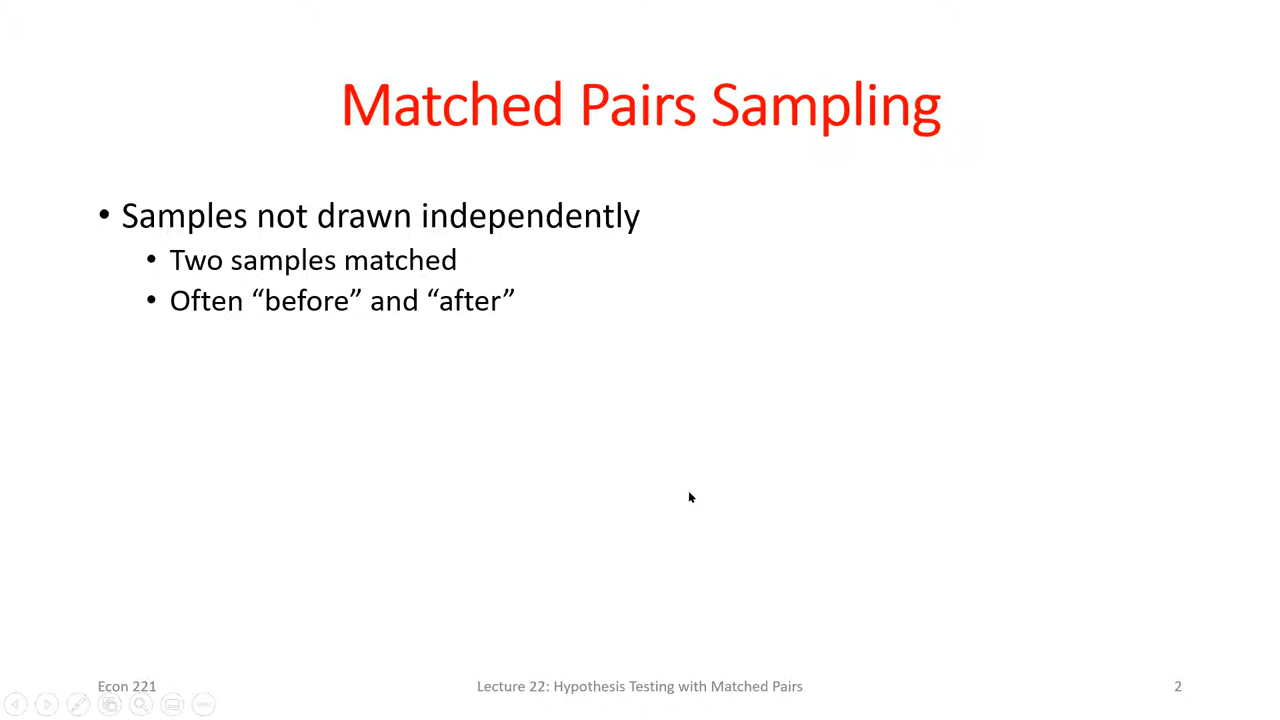 Matched Pairs Sampling
• Samples not drawn independently
• Two samples matched
• Often “before” and “after”
Econ 221
Lecture 22: Hypothesis Testing with Matched Pairs
2